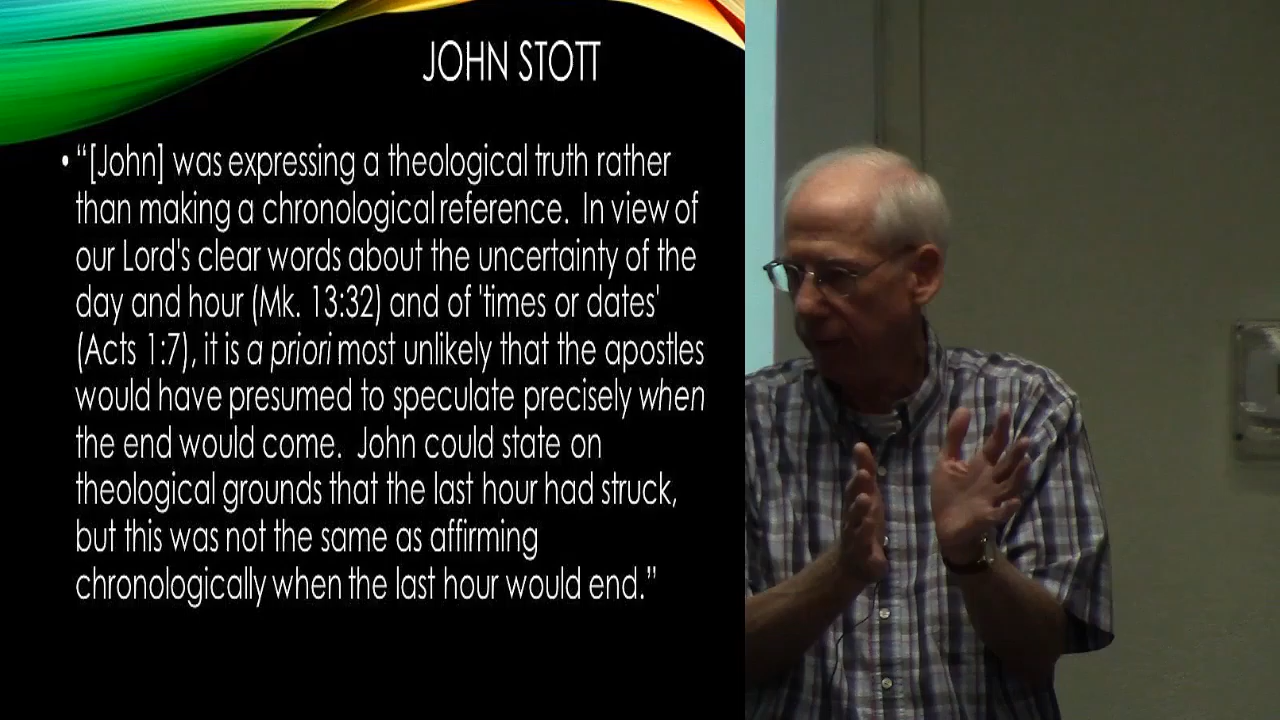 JOHN STOTT
• “[John] was expressing a theological truth rather
than making a chronological reference.  In view of
our Lord's clear words about the uncertainty of the
day and hour (Mk. 13:32) and of 'times or dates'
(Acts 1:7), it is a priori most unlikely that the apostles
would have presumed to speculate precisely when
the end would come.  John could state on
theological grounds that the last hour had struck,
but this was not the same as affirming
chronologically when the last hour would end.”